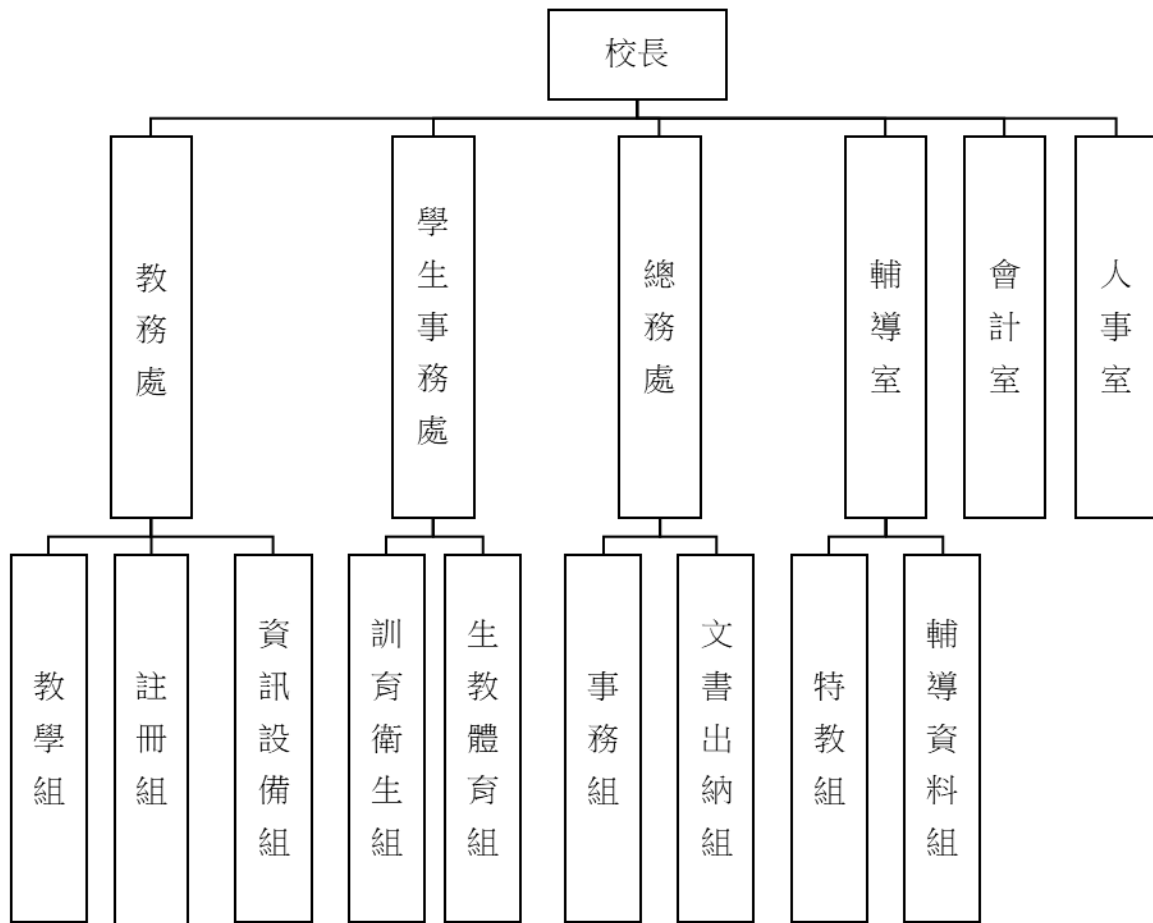 校長
教務處
學生事務處
總務處
輔導室
會計室
人事室
教學組
註冊組
資訊設備組
訓育衛生組
生教體育組
事務組
文書出納組
特教組
輔導資料組